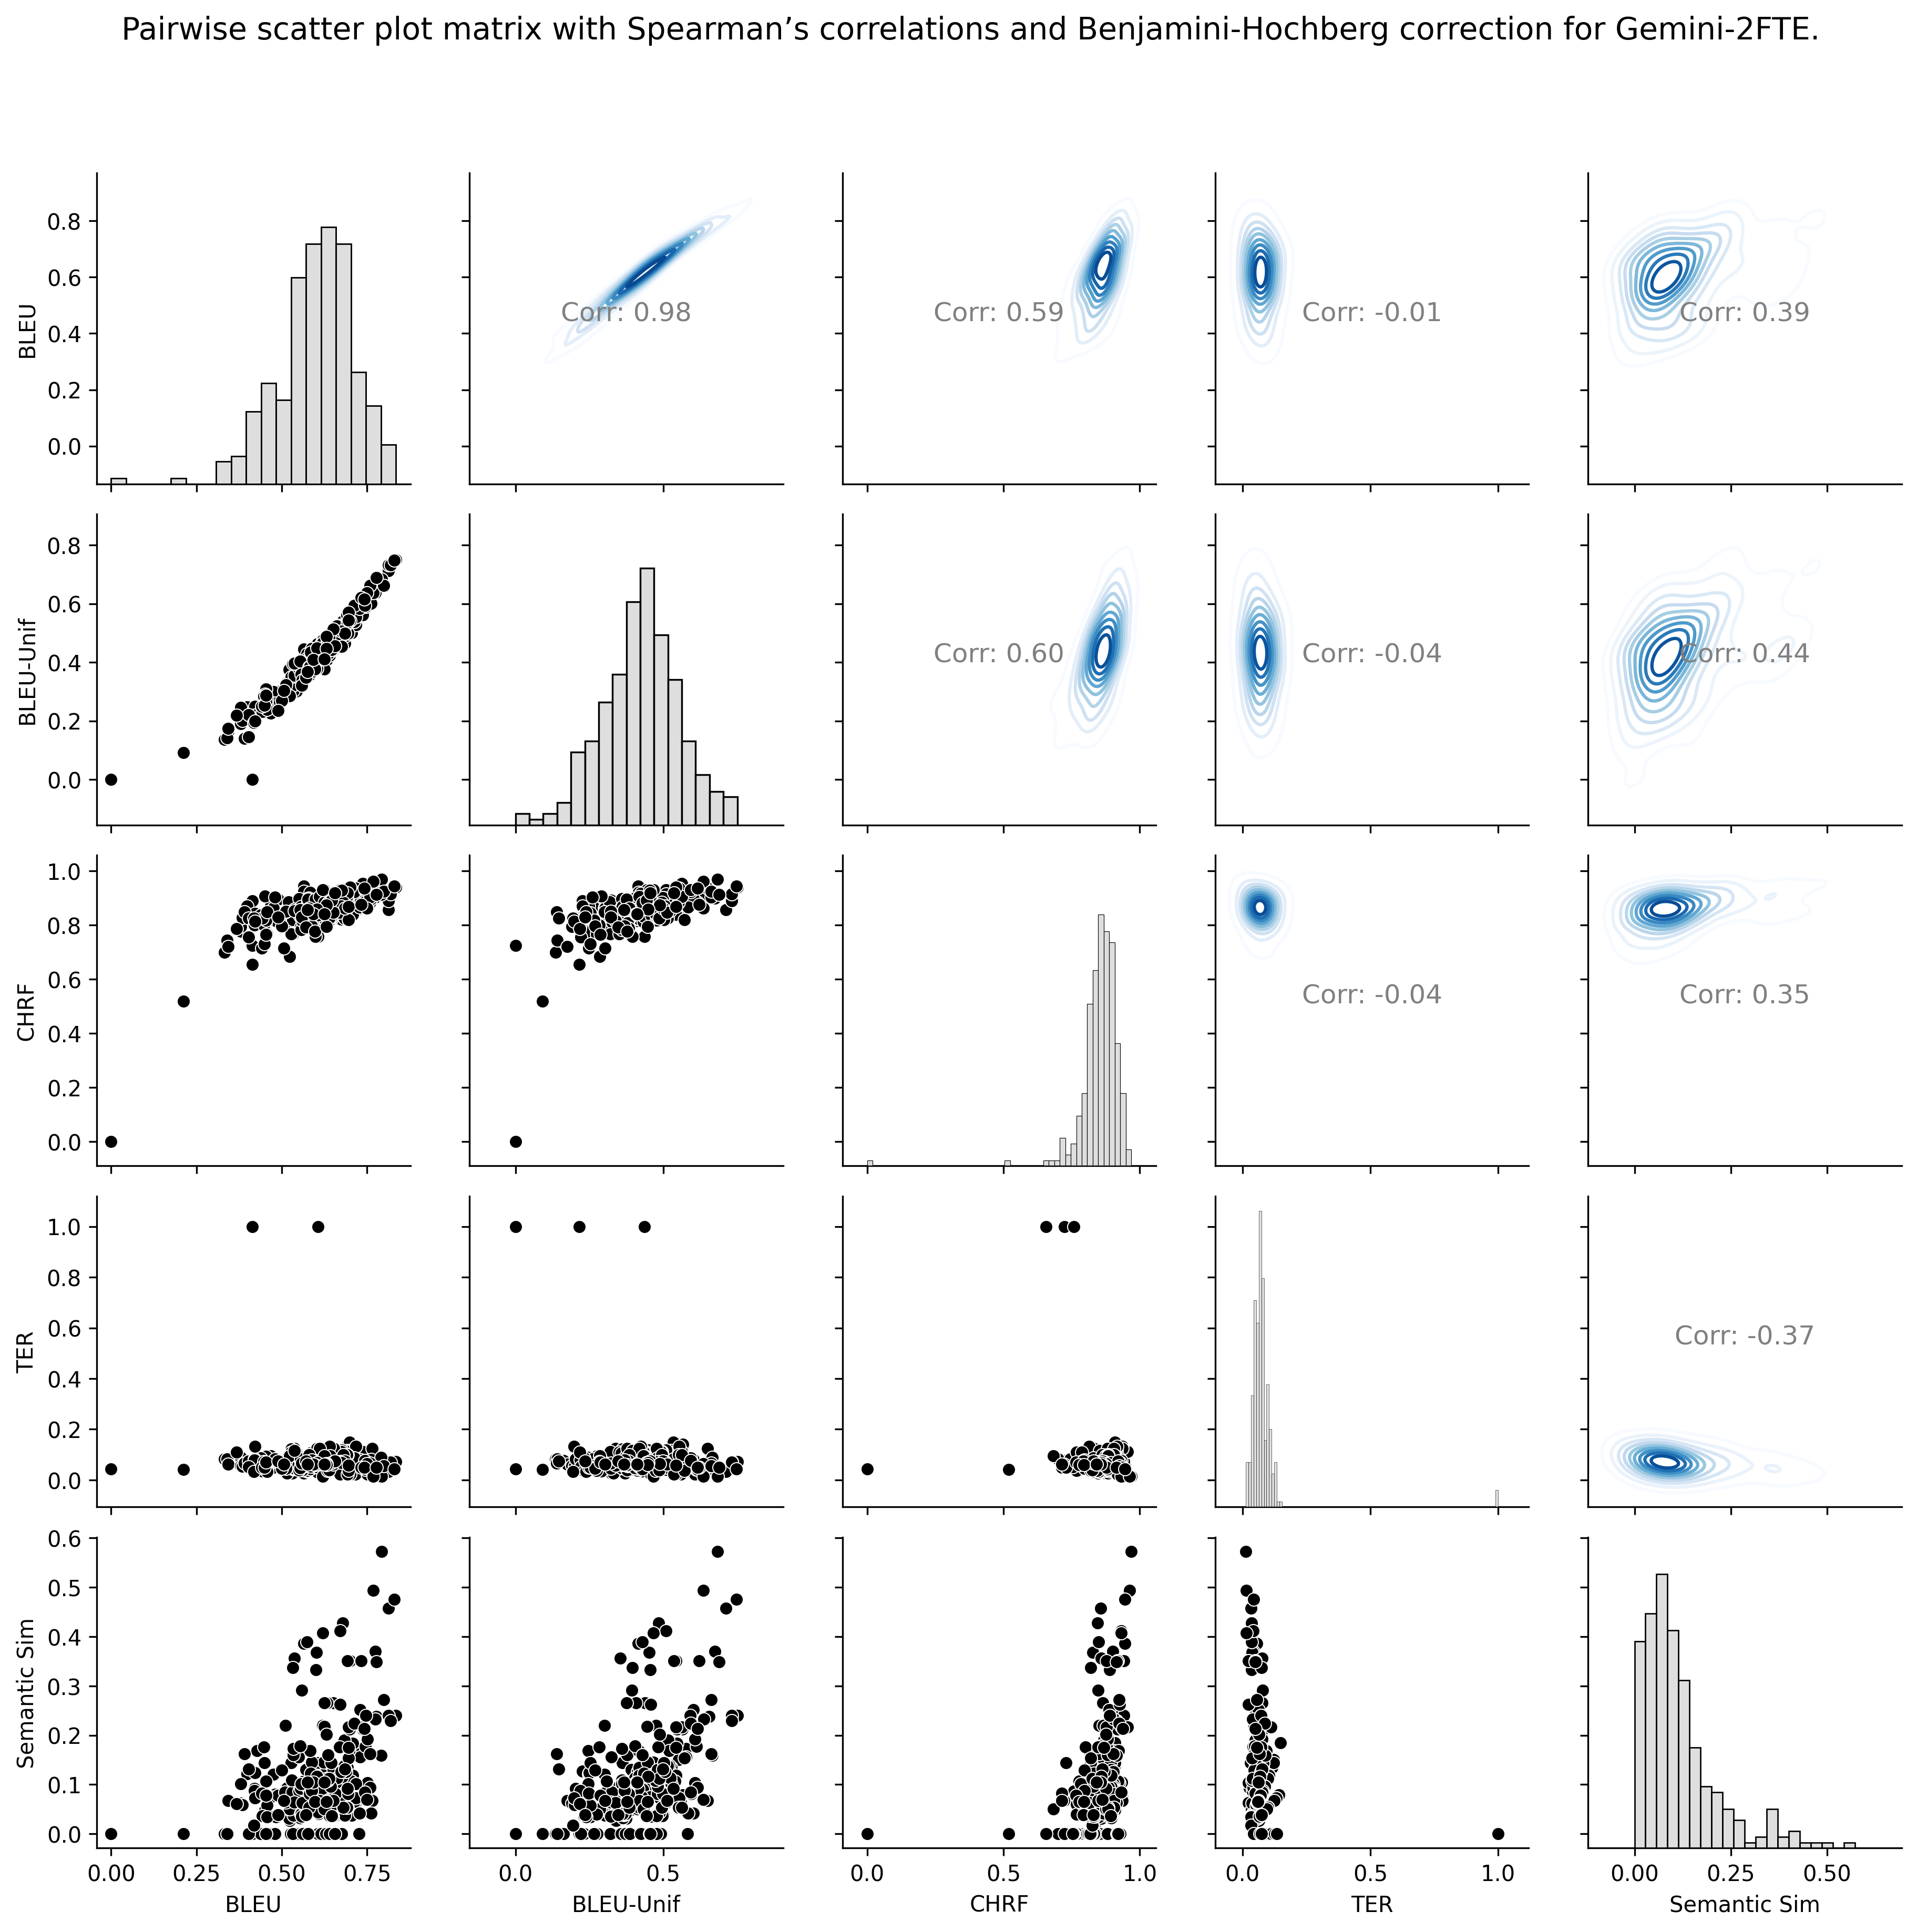 Pairwise scatter plot matrix with Spearman’s correlations and Benjamini-Hochberg correction for Gemini-2FTE.
0.8
0.6
0.4
0.2
0.0
BLEU
Corr: 0.98
Corr: 0.59
Corr: -0.01
Corr: 0.39
0.8
0.6
0.4
0.2
0.0
BLEU-Unif
Corr: 0.60
Corr: -0.04
Corr: 0.44
1.0
0.8
0.6
0.4
0.2
0.0
CHRF
Corr: -0.04
Corr: 0.35
1.0
0.8
0.6
0.4
0.2
0.0
TER
Corr: -0.37
0.6
0.5
0.4
0.3
0.2
0.1
0.0
Semantic Sim
0.00 0.25 0.50 0.75
0.0 0.5
0.0 0.5 1.0
0.0 0.5 1.0
0.00 0.25 0.50
BLEU
BLEU-Unif
CHRF
TER
Semantic Sim